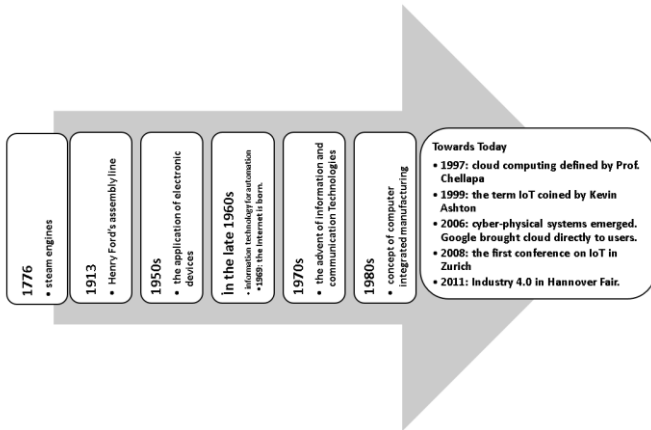 1776
• steam engines
1913
• Henry Ford's assembly line
1950s
• the application of electronic
devices
in the late 1960s
• information technology for automation
•1969: the Internet is born.
1970s
• the advent of information and
communication Technologies
1980s
• concept of computer
integrated manufacturing
Towards Today
• 1997: cloud computing defined by Prof.
Chellapa
• 1999: the term IoT coined by Kevin
Ashton
• 2006: cyber-physical systems emerged.
Google brought cloud directly to users.
• 2008: the first conference on IoT in
Zurich
• 2011: Industry 4.0 in Hannover Fair.